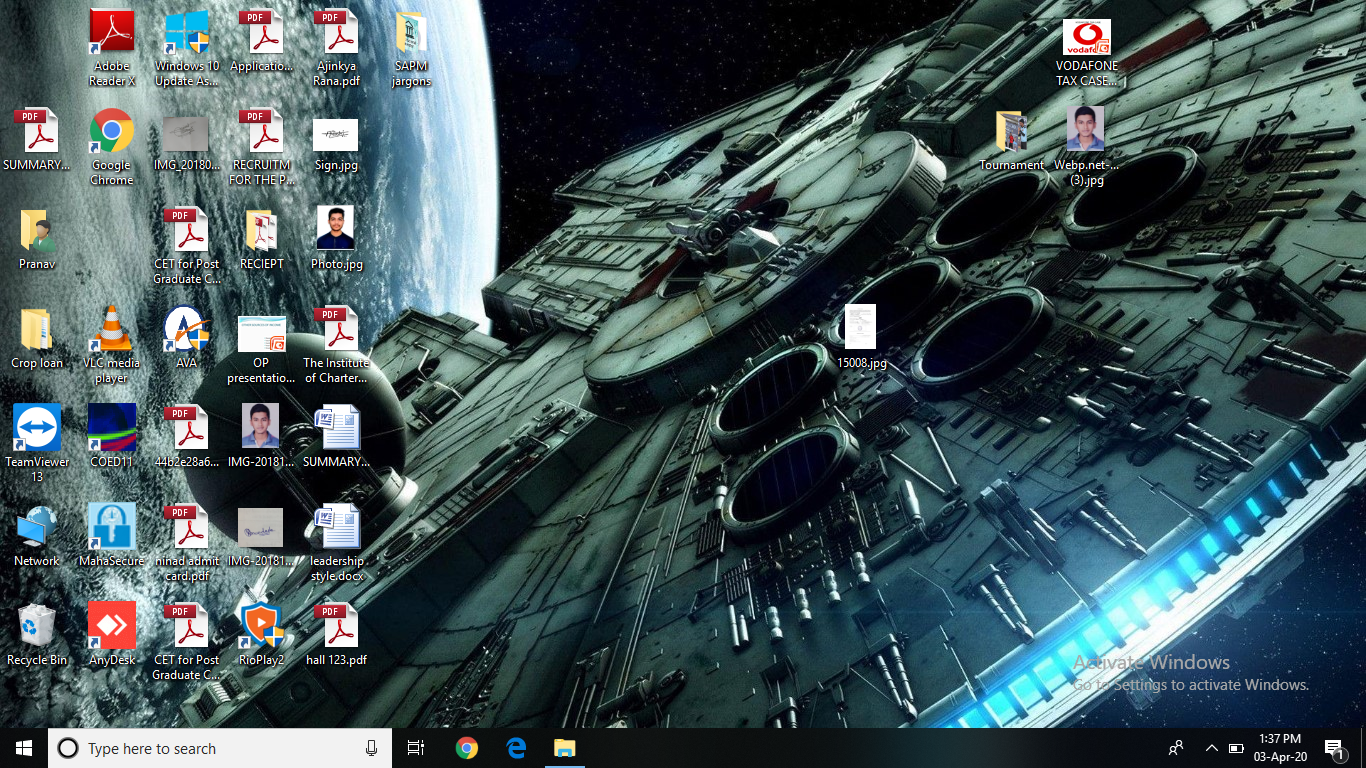 Adobe
Reader X
Windows 10
Update As...
PDF
Applicatio...
PDF
Ajinkya
Rana.pdf
SAPM
jargons
vodaf
VODAFONE
TAX CASE...
PDF
SUMMARY...
Google
Chrome
IMG_20180...
PDF
RECRUITM
FOR THE P...
Sign.jpg
Tournament
Webp.net-...
(3).jpg
Pranav
PDF
CET for Post
Graduate C...
RECIEPT
Photo.jpg
Crop loan
VLC media
player
AVA
OP
presentatio...
PDF
The Institute
of Charter...
15008.jpg
TeamViewer
13
COED11
PDF
44b2e28a6...
IMG-20181...
SUMMARY...
Network
MahaSecure
PDF
ninad admit
card.pdf
IMG-20181...
leadership
style.docx
Recycle Bin
AnyDesk
PDF
CET for Post
Graduate C...
RioPlay2
PDF
hall 123.pdf
Activate Windows
Go to Settings to activate Windows.
Type here to search
1:37 PM
03-Apr-20
1